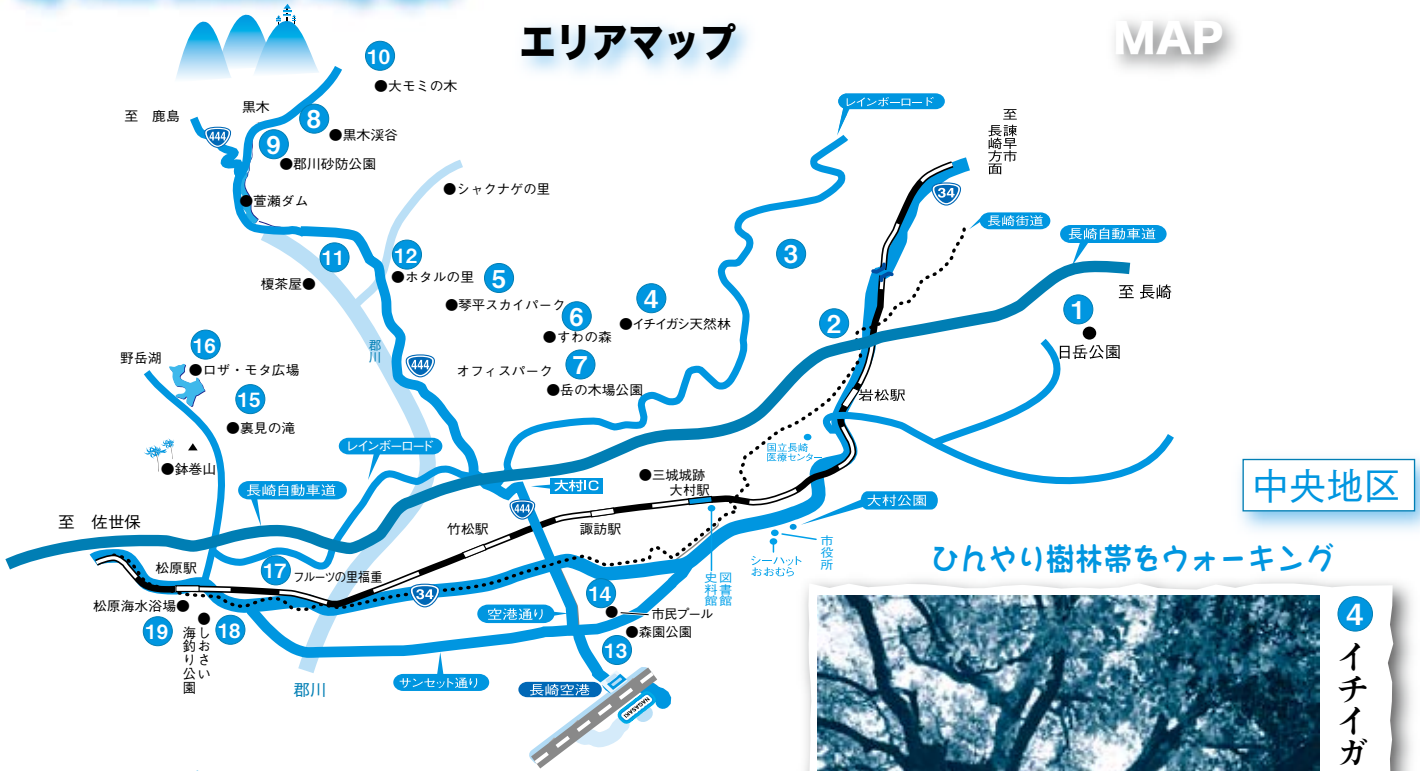 エリアマップ
MAP
10
大モミの木
レインボーロード
至 鹿島
黒木
444
8
黒木渓谷
9
郡川砂防公園
至諫早市
長崎方面
34
シャクナゲの里
萱瀬ダム
長崎街道
長崎自動車道
3
11
榎茶屋
12
ホタルの里
5
琴平スカイパーク
4
イチイガシ天然林
至 長崎
1
日岳公園
2
6
すわの森
郡川
444
オフィスパーク
7
岳の木場公園
野岳湖
16
ロザ・モタ広場
15
裏見の滝
岩松駅
鉢巻山
レインボーロード
国立長崎
医療センター
三城城跡
大村駅
長崎自動車道
大村IC
444
大村公園
中央地区
至 佐世保
竹松駅
諏訪駅
市役所
シーハット
おおむら
図書館
史料館
松原駅
17
フルーツの里福重
34
空港通り
14
市民プール
森園公園
13
松原海水浴場
19
しおさい
海釣り公園
18
郡川
サンセット通り
長崎空港
NAGASAKI
ひんやり樹林帯をウォーキング
4
イチイガ